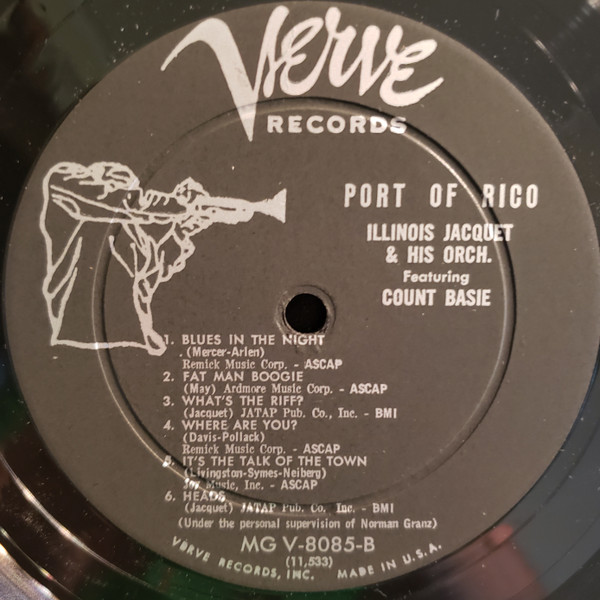 Verve
RECORDS
PORT OF RICO
ILLINOIS JACQUET
& HIS ORCH.
Featuring
COUNT BASIE
1. BLUES IN THE NIGHT
. (Mercer-Arlen)
Remick Music Corp. - ASCAP
2. FAT MAN BOOGIE
(May) Ardmore Music Corp. - ASCAP
3. WHAT'S THE RIFF?
(Jacquet) JATAP Pub. Co., Inc. - BMI
4. WHERE ARE YOU?
(Davis-Pollack)
Remick Music Corp. - ASCAP
5. IT'S THE TALK OF THE TOWN
(Livingston-Symes-Neiberg)
Joy Music, Inc. - ASCAP
6. HEADS
(Jacquet) JATAP Pub. Co. Inc. - BMI
(Under the personal supervision of Norman Granz)
MG V-8085-B
(11,533)
VERVE RECORDS, INC. MADE IN U.S.A.